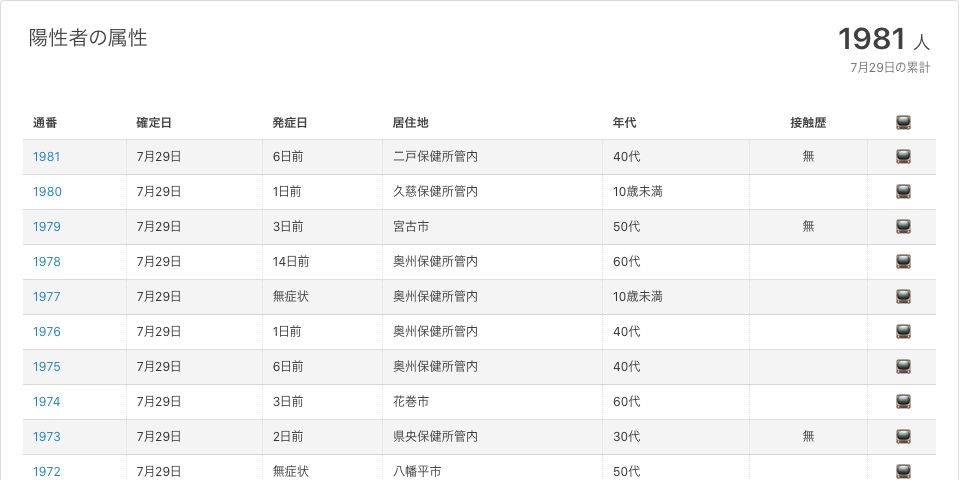 陽性者の属性
1981 人
7月29日の累計
通番 確定日 発症日 居住地 年代 接触歴
1981 7月29日 6日前 二戸保健所管内 40代 無
1980 7月29日 1日前 久慈保健所管内 10歳未満
1979 7月29日 3日前 宮古市 50代 無
1978 7月29日 14日前 奥州保健所管内 60代
1977 7月29日 無症状 奥州保健所管内 10歳未満
1976 7月29日 1日前 奥州保健所管内 40代
1975 7月29日 6日前 奥州保健所管内 40代
1974 7月29日 3日前 花巻市 60代
1973 7月29日 2日前 県央保健所管内 30代 無
1972 7月29日 無症状 八幡平市 50代